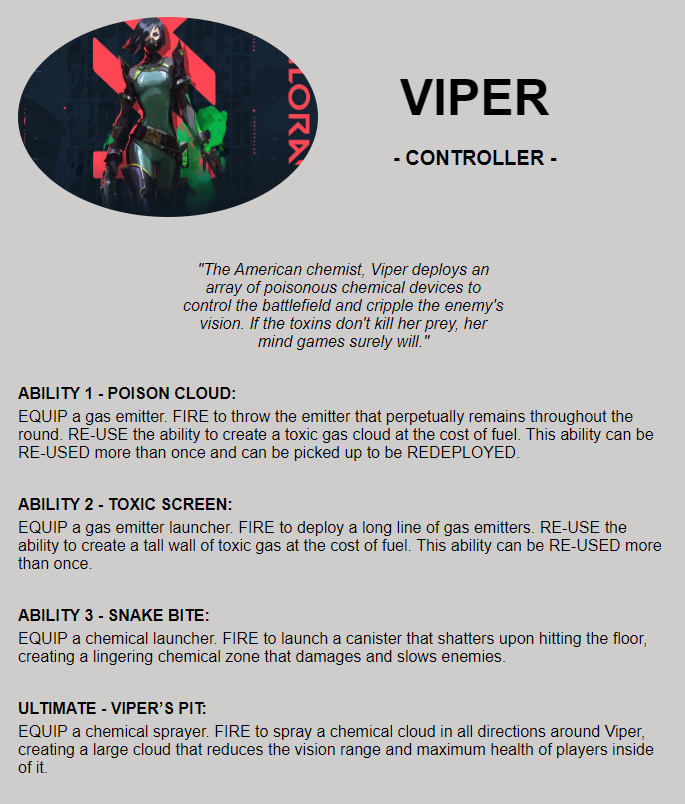 VIPER
- CONTROLLER -
"The American chemist, Viper deploys an
array of poisonous chemical devices to
control the battlefield and cripple the enemy's
vision. If the toxins don't kill her prey, her
mind games surely will."
ABILITY 1 - POISON CLOUD:
EQUIP a gas emitter. FIRE to throw the emitter that perpetually remains throughout the
round. RE-USE the ability to create a toxic gas cloud at the cost of fuel. This ability can be
RE-USED more than once and can be picked up to be REDEPLOYED.
ABILITY 2 - TOXIC SCREEN:
EQUIP a gas emitter launcher. FIRE to deploy a long line of gas emitters. RE-USE the
ability to create a tall wall of toxic gas at the cost of fuel. This ability can be RE-USED more
than once.
ABILITY 3 - SNAKE BITE:
EQUIP a chemical launcher. FIRE to launch a canister that shatters upon hitting the floor,
creating a lingering chemical zone that damages and slows enemies.
ULTIMATE - VIPER’S PIT:
EQUIP a chemical sprayer. FIRE to spray a chemical cloud in all directions around Viper,
creating a large cloud that reduces the vision range and maximum health of players inside
of it.